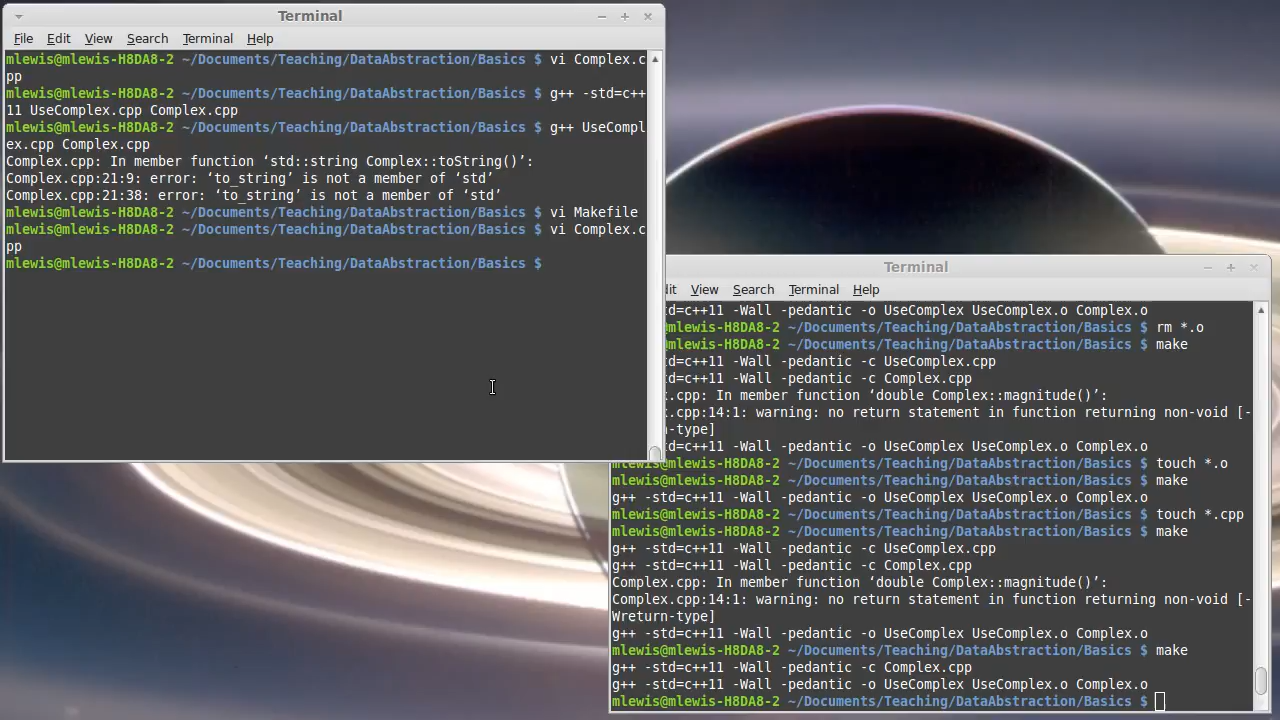 Terminal
File Edit View Search Terminal Help
mlewis@mlewis-H8DA8-2 ~/Documents/Teaching/DataAbstraction/Basics $ vi Complex.c
pp
mlewis@mlewis-H8DA8-2 ~/Documents/Teaching/DataAbstraction/Basics $ g++ -std=c++
11 UseComplex.cpp Complex.cpp
mlewis@mlewis-H8DA8-2 ~/Documents/Teaching/DataAbstraction/Basics $ g++ UseCompl
ex.cpp Complex.cpp
Complex.cpp: In member function ‘std::string Complex::toString()’:
Complex.cpp:21:9: error: ‘to_string’ is not a member of ‘std’
Complex.cpp:21:38: error: ‘to_string’ is not a member of ‘std’
mlewis@mlewis-H8DA8-2 ~/Documents/Teaching/DataAbstraction/Basics $ vi Makefile
mlewis@mlewis-H8DA8-2 ~/Documents/Teaching/DataAbstraction/Basics $ vi Complex.c
pp
mlewis@mlewis-H8DA8-2 ~/Documents/Teaching/DataAbstraction/Basics $
Terminal
dit View Search Terminal Help
td=c++11 -Wall -pedantic -o UseComplex UseComplex.o Complex.o
@mlewis-H8DA8-2 ~/Documents/Teaching/DataAbstraction/Basics $ rm *.o
@mlewis-H8DA8-2 ~/Documents/Teaching/DataAbstraction/Basics $ make
td=c++11 -Wall -pedantic -c UseComplex.cpp
td=c++11 -Wall -pedantic -c Complex.cpp
.cpp: In member function ‘double Complex::magnitude()’:
.cpp:14:1: warning: no return statement in function returning non-void [-
n-type]
td=c++11 -Wall -pedantic -o UseComplex UseComplex.o Complex.o
mlewis@mlewis-H8DA8-2 ~/Documents/Teaching/DataAbstraction/Basics $ touch *.o
mlewis@mlewis-H8DA8-2 ~/Documents/Teaching/DataAbstraction/Basics $ make
g++ -std=c++11 -Wall -pedantic -o UseComplex UseComplex.o Complex.o
mlewis@mlewis-H8DA8-2 ~/Documents/Teaching/DataAbstraction/Basics $ touch *.cpp
mlewis@mlewis-H8DA8-2 ~/Documents/Teaching/DataAbstraction/Basics $ make
g++ -std=c++11 -Wall -pedantic -c UseComplex.cpp
g++ -std=c++11 -Wall -pedantic -c Complex.cpp
Complex.cpp: In member function ‘double Complex::magnitude()’:
Complex.cpp:14:1: warning: no return statement in function returning non-void [-
Wreturn-type]
g++ -std=c++11 -Wall -pedantic -o UseComplex UseComplex.o Complex.o
mlewis@mlewis-H8DA8-2 ~/Documents/Teaching/DataAbstraction/Basics $ make
g++ -std=c++11 -Wall -pedantic -c Complex.cpp
g++ -std=c++11 -Wall -pedantic -o UseComplex UseComplex.o Complex.o
mlewis@mlewis-H8DA8-2 ~/Documents/Teaching/DataAbstraction/Basics $